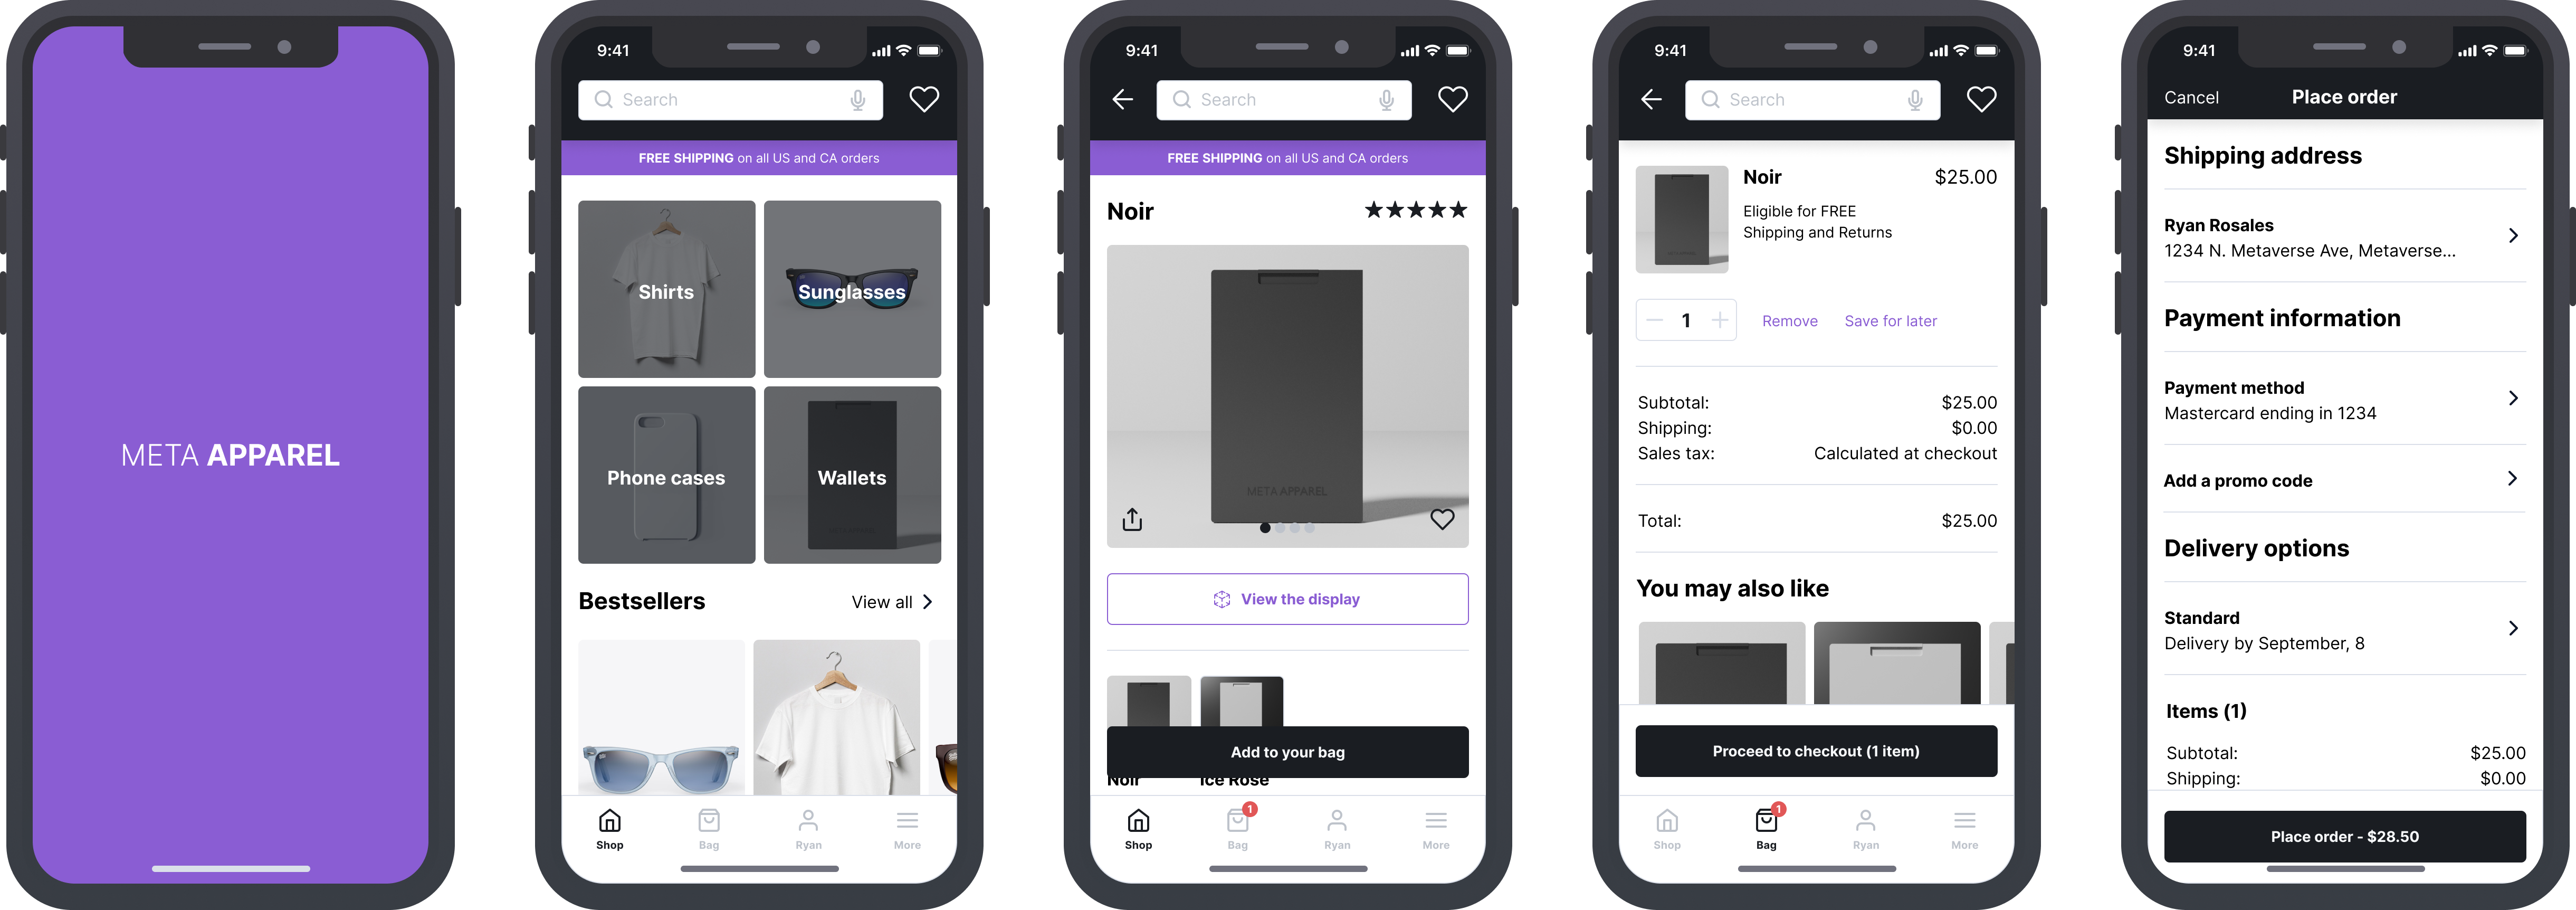 META APPAREL
9:41
Search
FREE SHIPPING on all US and CA orders
Shirts
Sunglasses
Phone cases
Wallets
Bestsellers
View all
Shop
Bag
Ryan
More
9:41
Search
FREE SHIPPING on all US and CA orders
Noir
META APPAREL
View the display
Add to your bag
Noir
Ice Rose
Shop
Bag
1
Ryan
More
9:41
Search
Noir
$25.00
Eligible for FREE
Shipping and Returns
1
Remove
Save for later
Subtotal: $25.00
Shipping: $0.00
Sales tax: Calculated at checkout
Total: $25.00
You may also like
Proceed to checkout (1 item)
Shop
Bag
1
Ryan
More
9:41
Cancel
Place order
Shipping address
Ryan Rosales
1234 N. Metaverse Ave, Metaverse...
Payment information
Payment method
Mastercard ending in 1234
Add a promo code
Delivery options
Standard
Delivery by September, 8
Items (1)
Subtotal: $25.00
Shipping: $0.00
Place order - $28.50